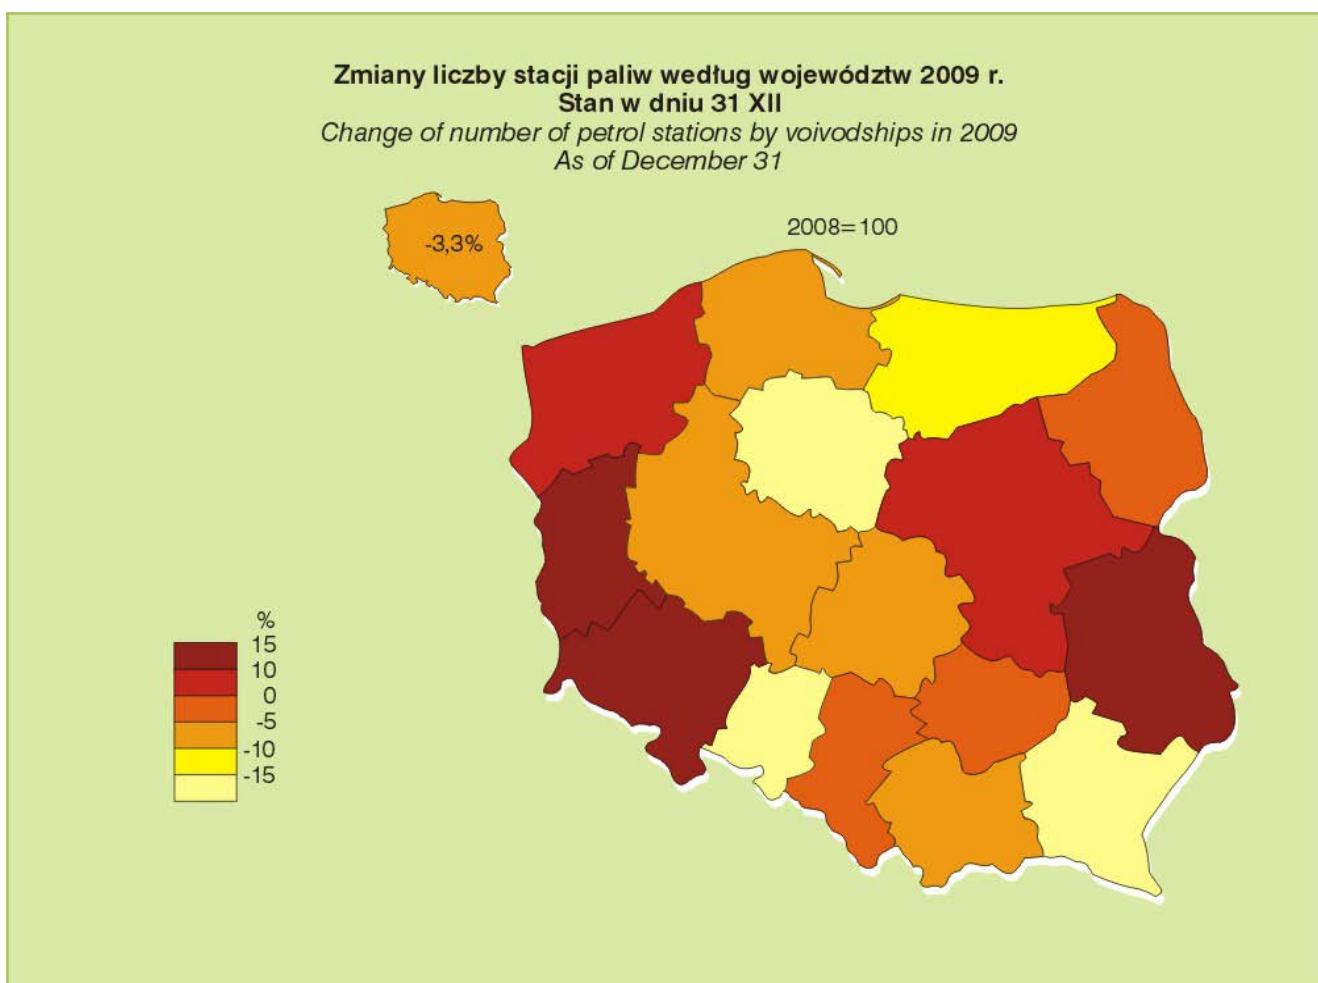 Zmiany liczby stacji paliw według województw 2009 r.
Stan w dniu 31 XII
Change of number of petrol stations by voivodships in 2009
As of December 31
-3,3%
2008=100
%
15
10
0
-5
-10
-15